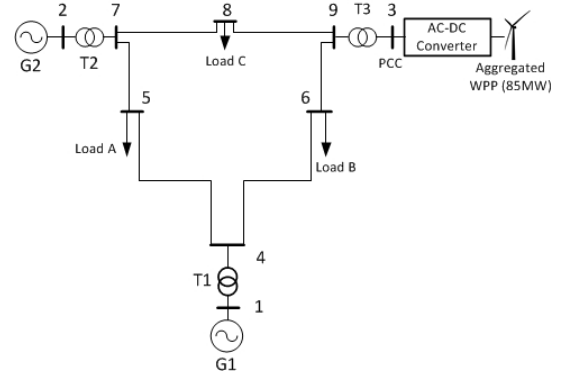 2
7
8
9
T3
3
G2
T2
Load C
PCC
AC-DC
Converter
Aggregated
WPP (85MW)
5
6
Load A
Load B
4
T1
1
G1